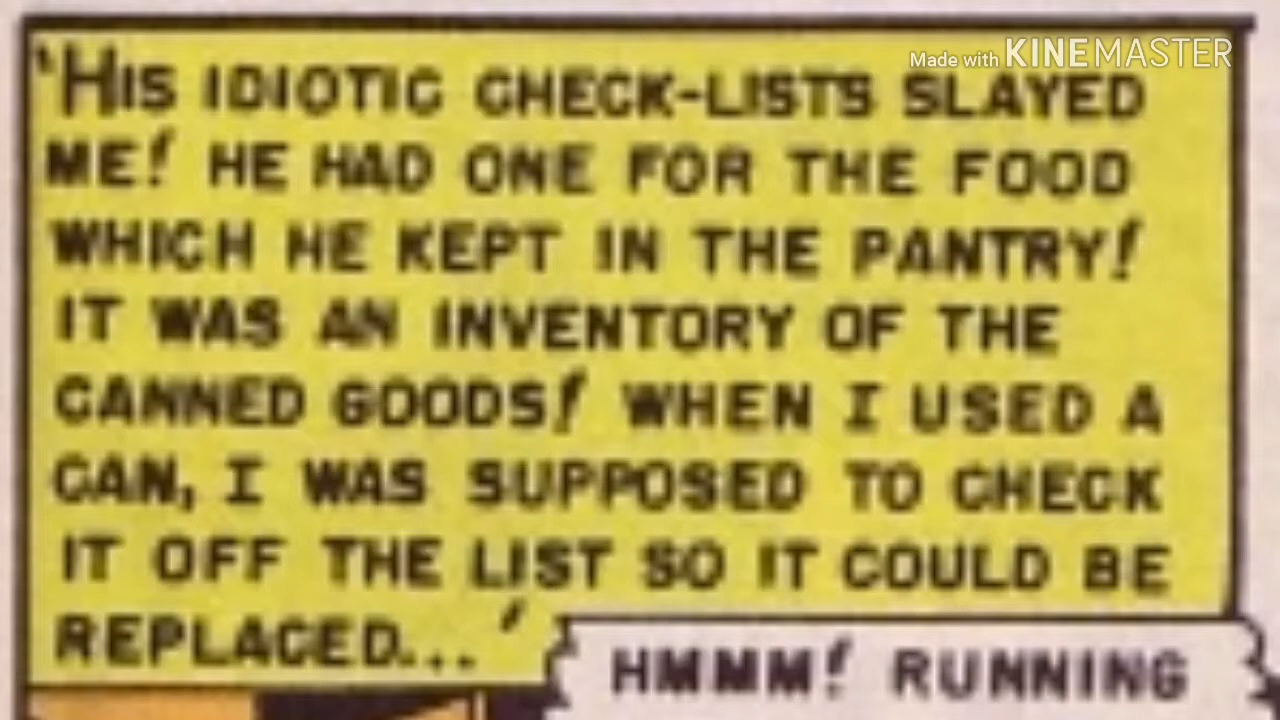 Made with KINEMASTER
'HIS IDIOTIC CHECK-LISTS SLAYED
ME! HE HAD ONE FOR THE FOOD
WHICH HE KEPT IN THE PANTRY!
IT WAS AN INVENTORY OF THE
CANNED GOODS! WHEN I USED A
CAN, I WAS SUPPOSED TO CHECK
IT OFF THE LIST SO IT COULD BE
REPLACED...'
HMMM! RUNNING